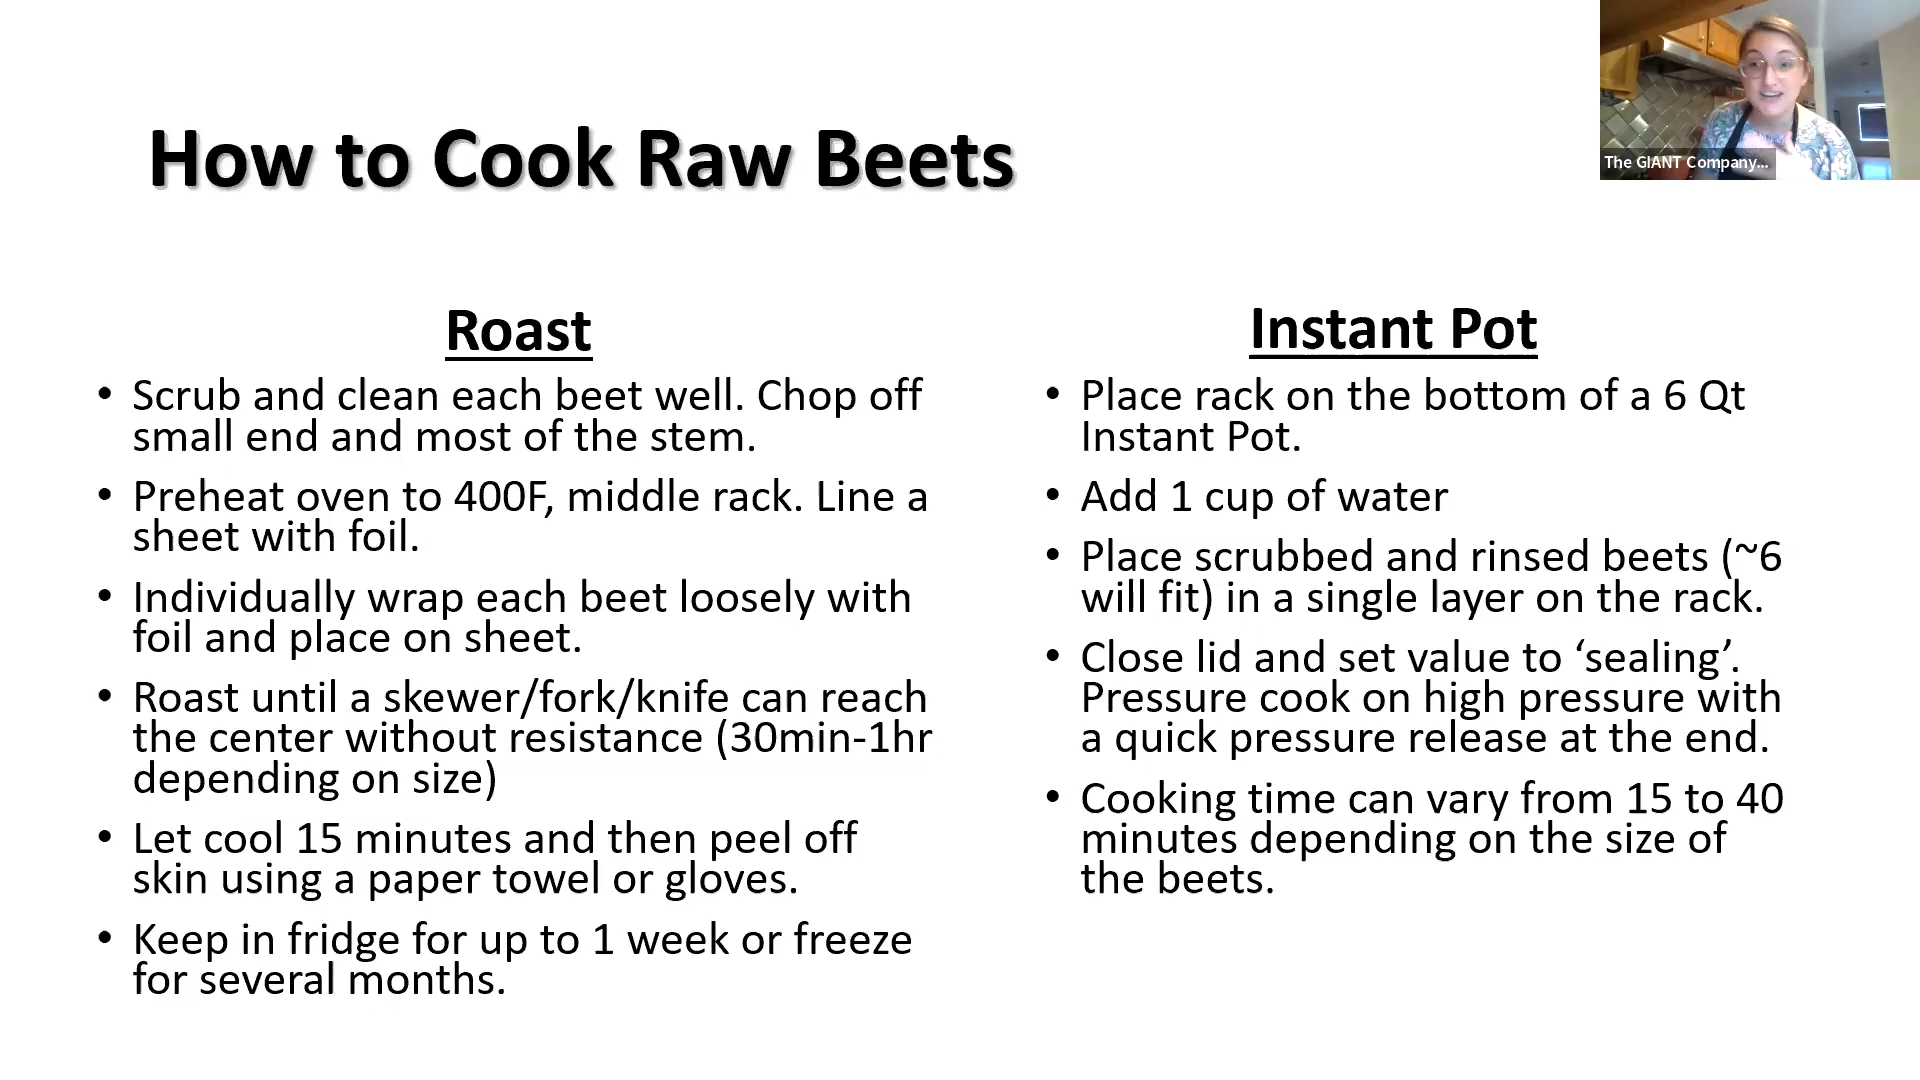 The GIANT Company...
How to Cook Raw Beets
Roast
• Scrub and clean each beet well. Chop off
small end and most of the stem.
• Preheat oven to 400F, middle rack. Line a
sheet with foil.
• Individually wrap each beet loosely with
foil and place on sheet.
• Roast until a skewer/fork/knife can reach
the center without resistance (30min-1hr
depending on size)
• Let cool 15 minutes and then peel off
skin using a paper towel or gloves.
• Keep in fridge for up to 1 week or freeze
for several months.
Instant Pot
• Place rack on the bottom of a 6 Qt
Instant Pot.
• Add 1 cup of water
• Place scrubbed and rinsed beets (~6
will fit) in a single layer on the rack.
• Close lid and set value to ‘sealing’.
Pressure cook on high pressure with
a quick pressure release at the end.
• Cooking time can vary from 15 to 40
minutes depending on the size of
the beets.